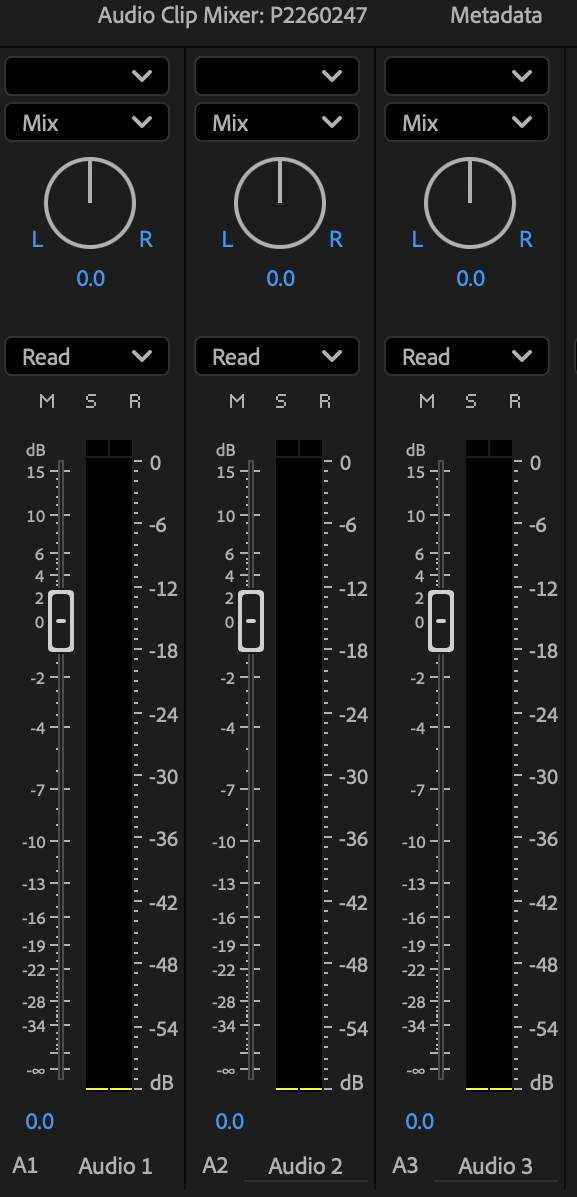 Audio Clip Mixer: P2260247 Metadata
Mix Mix Mix
L R L R L R
0.0 0.0 0.0
Read Read Read
M S R M S R M S R
dB dB dB
0 0 0
15 15 15
10 10 10
-6 -6 -6
6 6 6
4 4 4
-12 -12 -12
2 2 2
0 0 0
-18 -18 -18
-2 -2 -2
-24 -24 -24
-4 -4 -4
-30 -30 -30
-7 -7 -7
-36 -36 -36
-10 -10 -10
-13 -13 -13
-42 -42 -42
-16 -16 -16
-19 -19 -19
-48 -48 -48
-22 -22 -22
-28 -28 -28
-34 -34 -34
-54 -54 -54
-∞ -∞ -∞
dB dB dB
0.0 0.0 0.0
A1 Audio 1 A2 Audio 2 A3 Audio 3